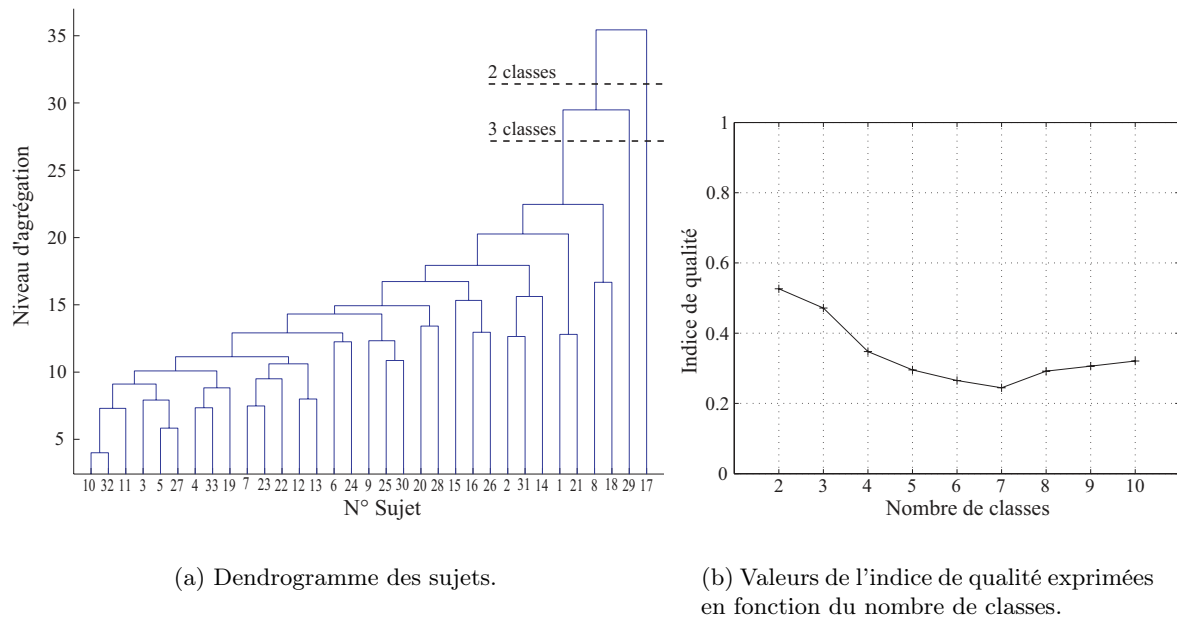 35
30
25
20
15
10
5
Niveau d'agrégation
2 classes
3 classes
10 32 11 3 5 27 4 33 19 7 23 22 12 13 6 24 9 25 30 20 28 15 16 26 2 31 14 1 21 8 18 29 17
N° Sujet
(a) Dendrogramme des sujets.
1
0.8
0.6
0.4
0.2
0
Indice de qualité
2 3 4 5 6 7 8 9 10
Nombre de classes
(b) Valeurs de l'indice de qualité exprimées
en fonction du nombre de classes.